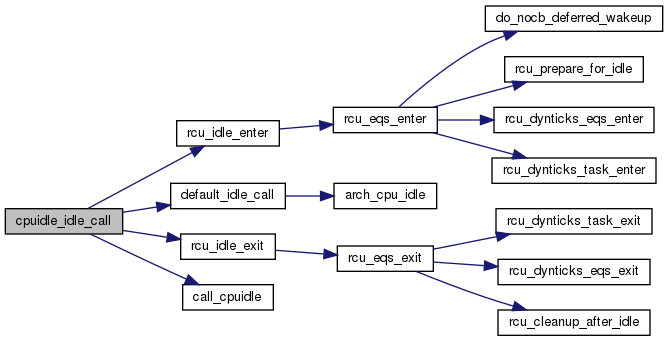 do_nocb_deferred_wakeup
rcu_prepare_for_idle
rcu_idle_enter
rcu_eqs_enter
rcu_dynticks_eqs_enter
rcu_dynticks_task_enter
default_idle_call
arch_cpu_idle
cpuidle_idle_call
rcu_dynticks_task_exit
rcu_idle_exit
rcu_eqs_exit
rcu_dynticks_eqs_exit
call_cpuidle
rcu_cleanup_after_idle